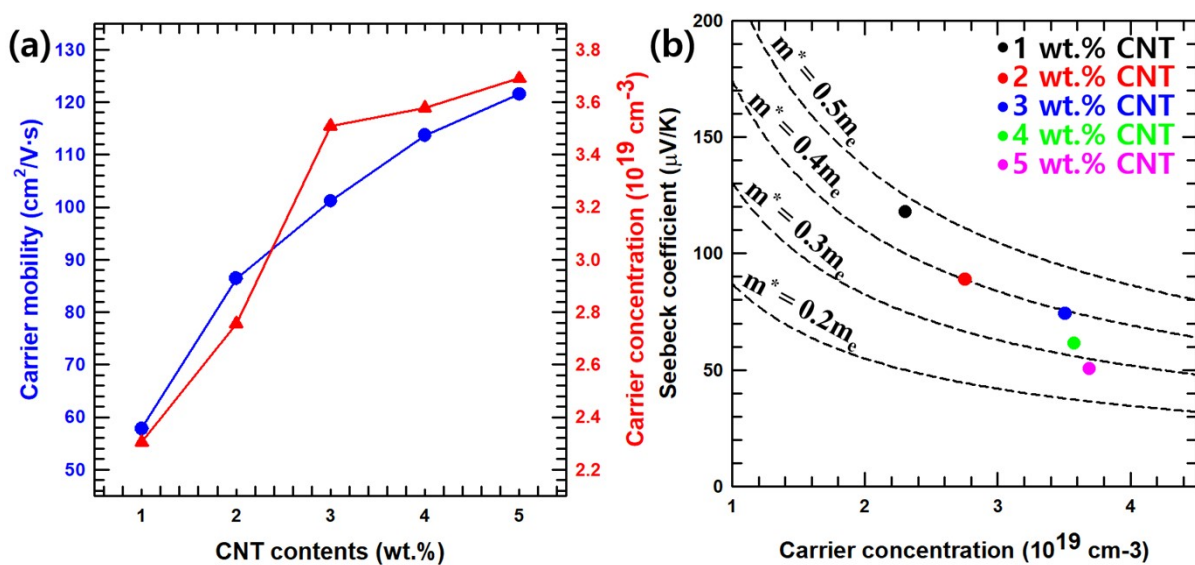 (a)
Carrier mobility (cm²/V·s)
130
120
110
100
90
80
70
60
50
3.8
3.6
3.4
3.2
3.0
2.8
2.6
2.4
2.2
Carrier concentration (10¹⁹ cm-3)
1 2 3 4 5
CNT contents (wt.%)
(b)
Seebeck coefficient (μV/K)
200
150
100
50
0
m* = 0.5mₑ
m* = 0.4mₑ
m* = 0.3mₑ
m* = 0.2mₑ
1 wt.% CNT
2 wt.% CNT
3 wt.% CNT
4 wt.% CNT
5 wt.% CNT
1 2 3 4
Carrier concentration (10¹⁹ cm-3)